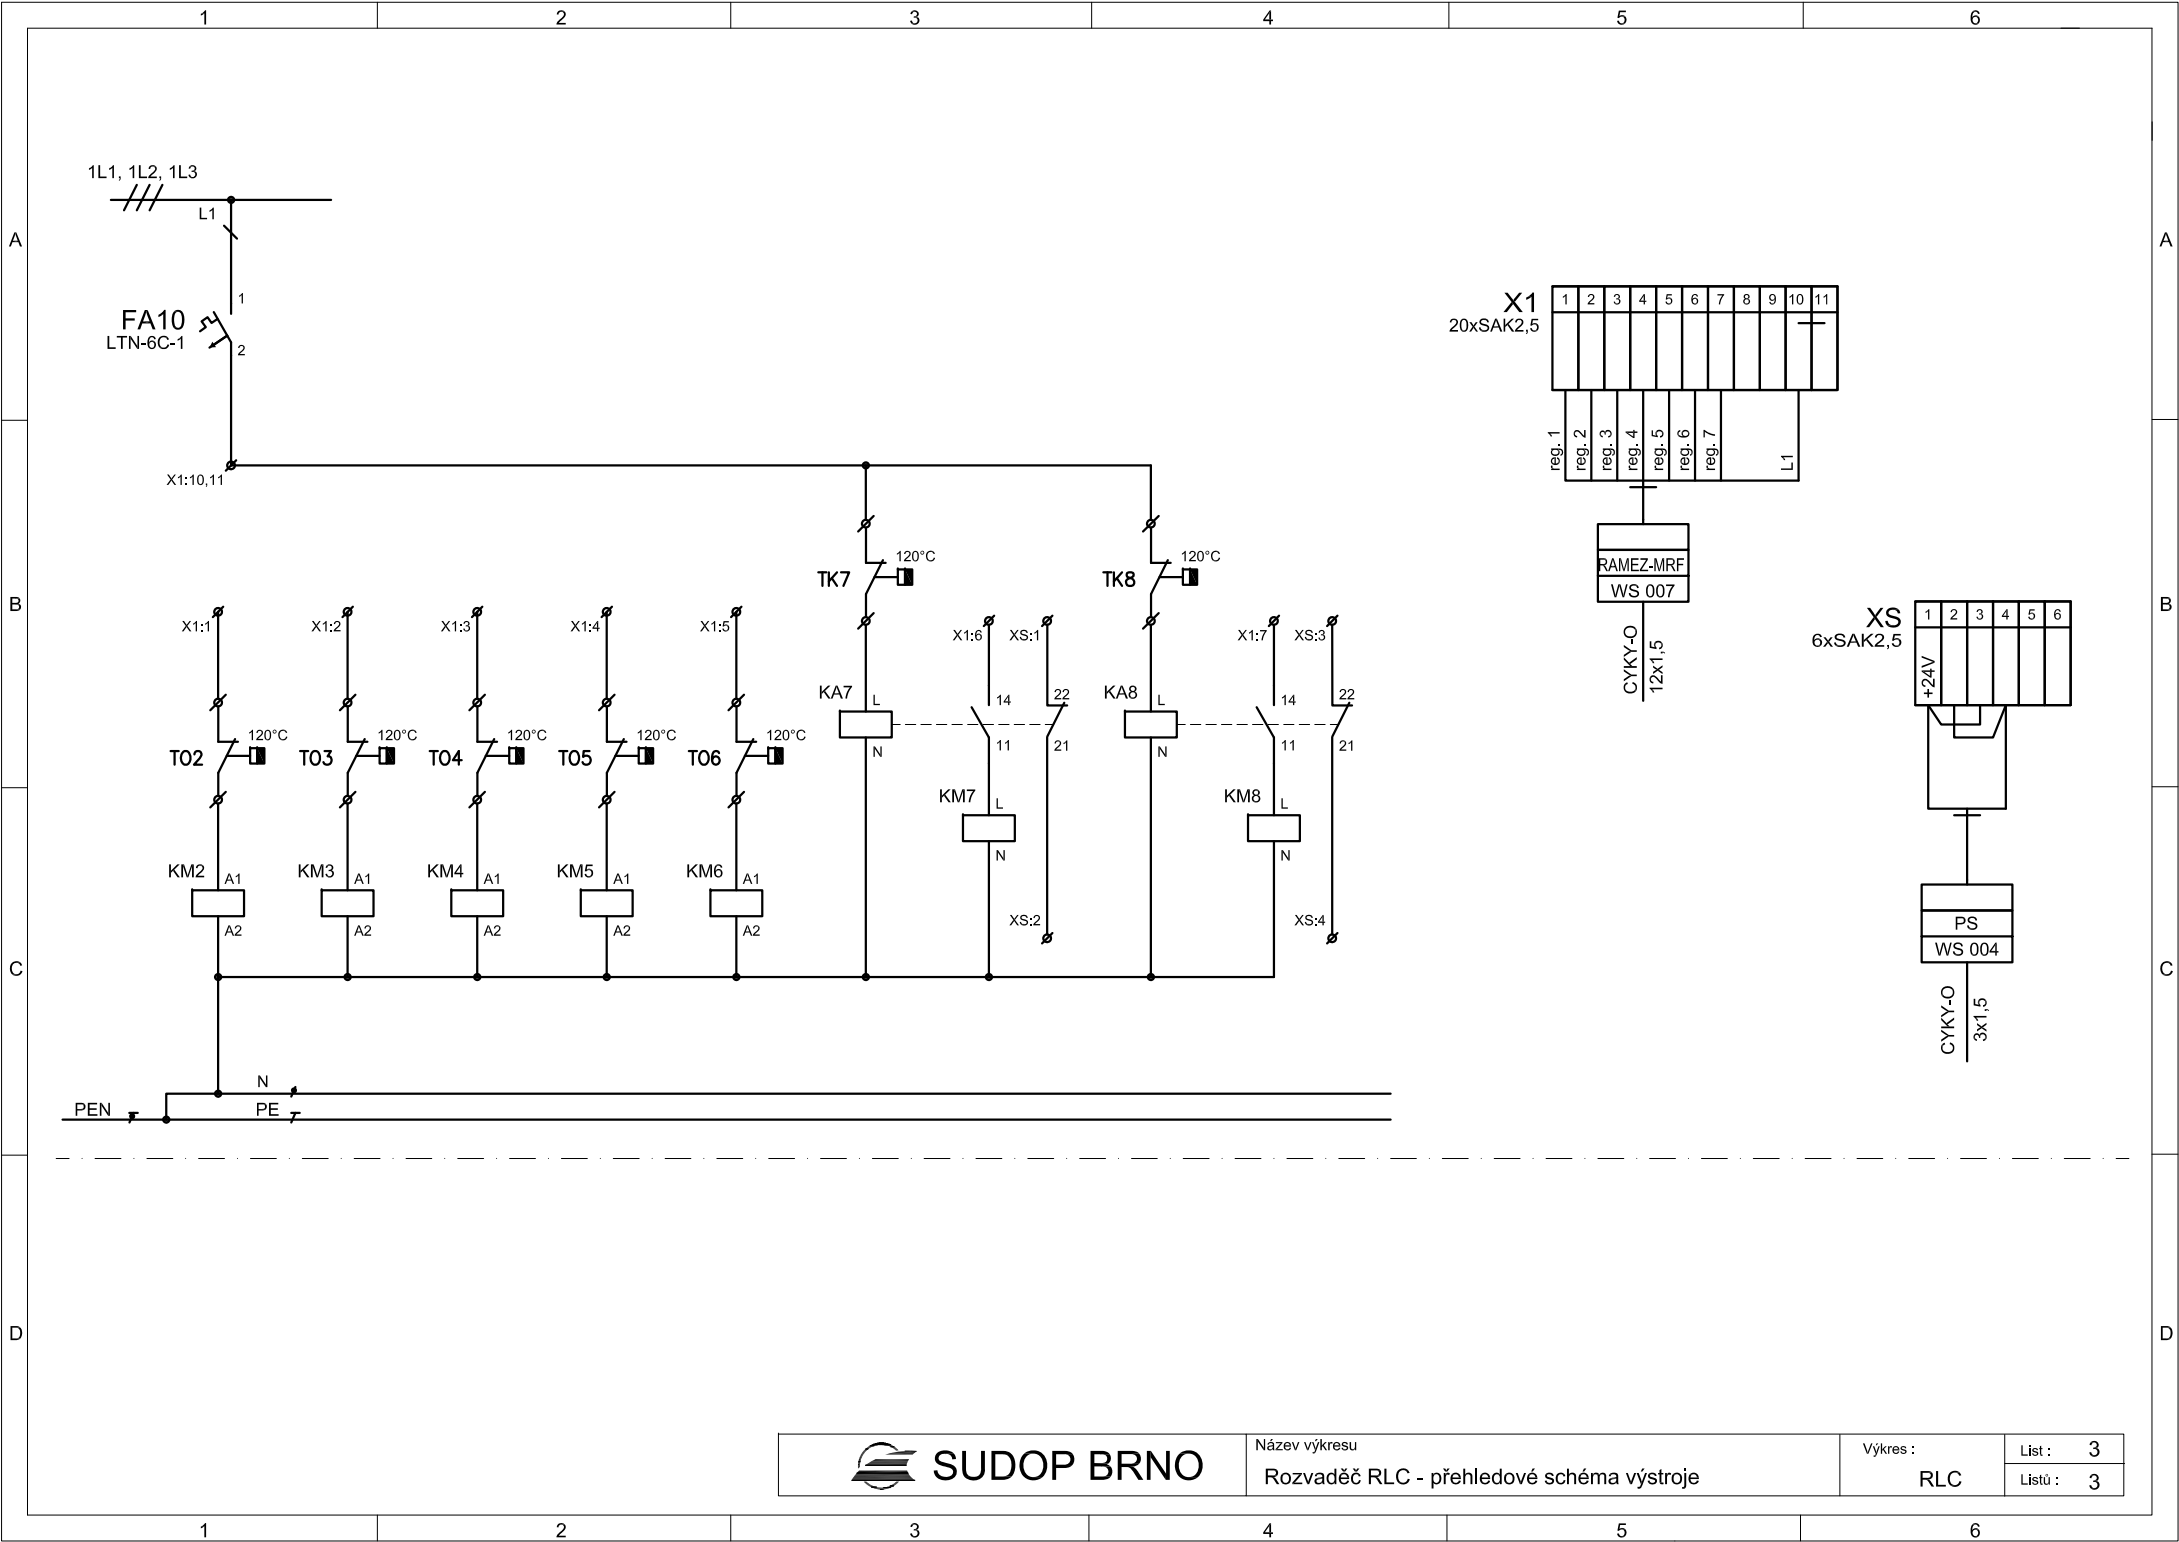 1 2 3 4 5 6
A A
B B
C C
D D
1L1, 1L2, 1L3
L1
1
FA10
LTN-6C-1
2
X1:10,11
120°C 120°C
TK7 TK8
X1:1 X1:2 X1:3 X1:4 X1:5
X1:6 XS:1 X1:7 XS:3
KA7 L 14 22 KA8 L 14 22
120°C 120°C 120°C 120°C 120°C
TO2 TO3 TO4 TO5 TO6
N 11 21 N 11 21
KM7 L KM8 L
N N
KM2 A1 KM3 A1 KM4 A1 KM5 A1 KM6 A1
A2 A2 A2 A2 A2
XS:2 XS:4
N
PEN PE
X1
20xSAK2,5
1 2 3 4 5 6 7 8 9 10 11
reg. 1
reg. 2
reg. 3
reg. 4
reg. 5
reg. 6
reg. 7
L1
RAMEZ-MRF
WS 007
CYKY-O
12x1,5
XS
6xSAK2,5
1 2 3 4 5 6
+24V
PS
WS 004
CYKY-O
3x1,5
SUDOP BRNO
Název výkresu
Rozvaděč RLC - přehledové schéma výstroje
Výkres :
RLC
List : 3
Listů : 3
1 2 3 4 5 6